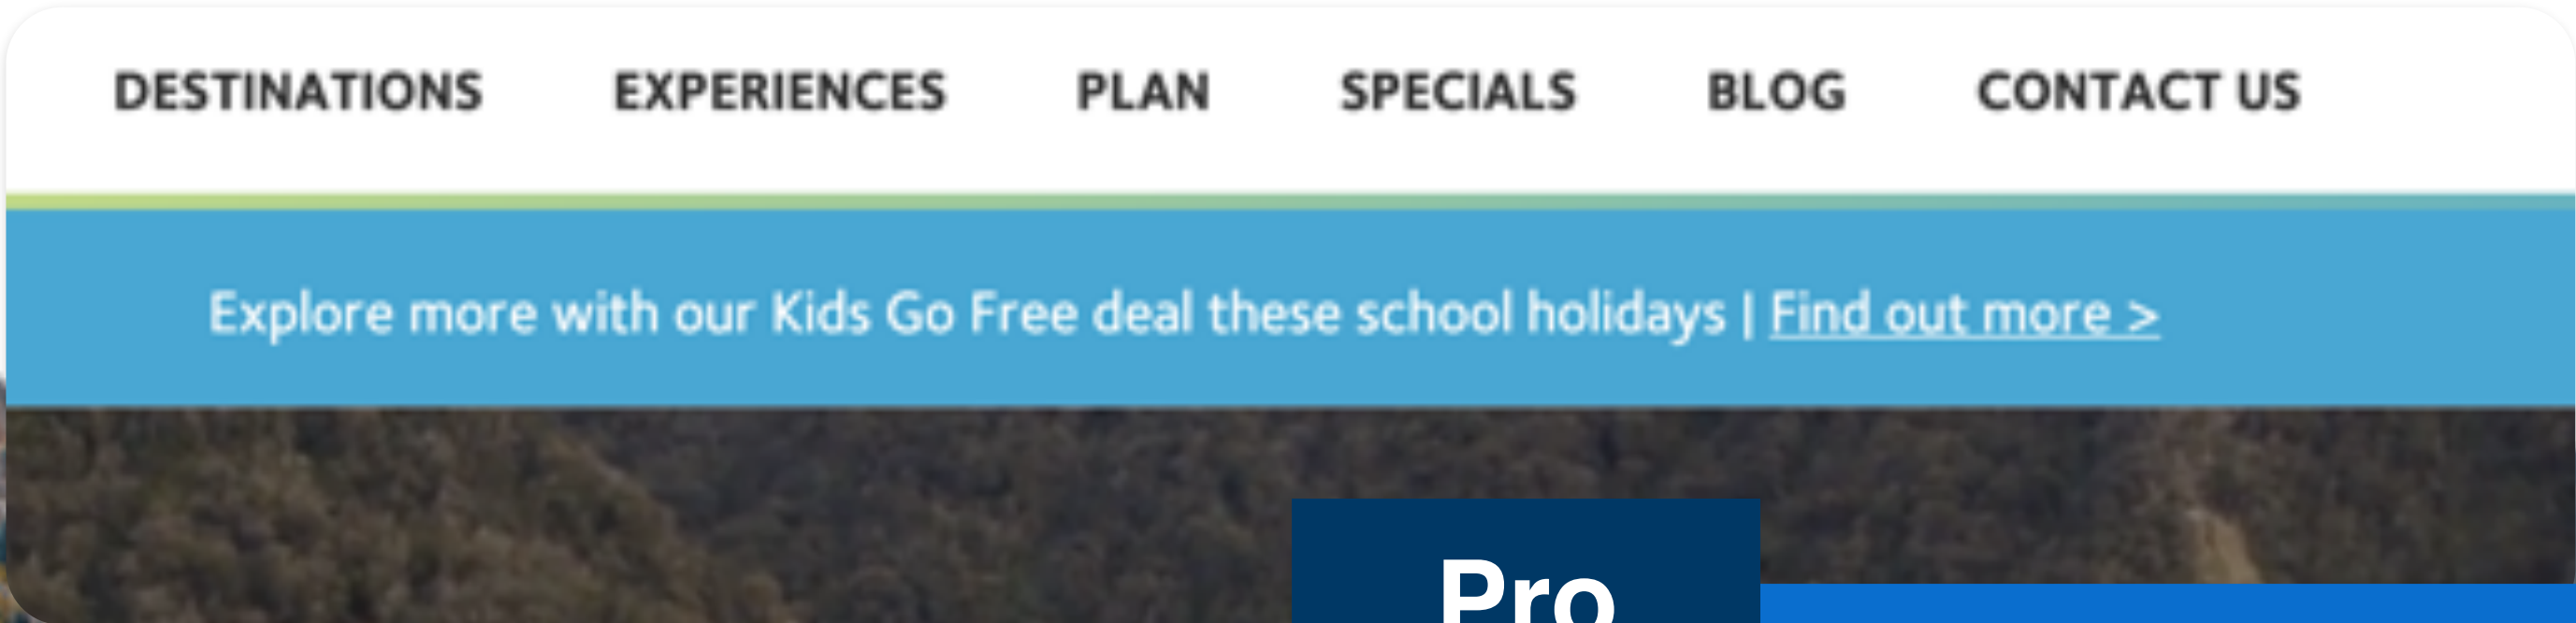 DESTINATIONS EXPERIENCES PLAN SPECIALS BLOG CONTACT US
Explore more with our Kids Go Free deal these school holidays | Find out more >
Pro